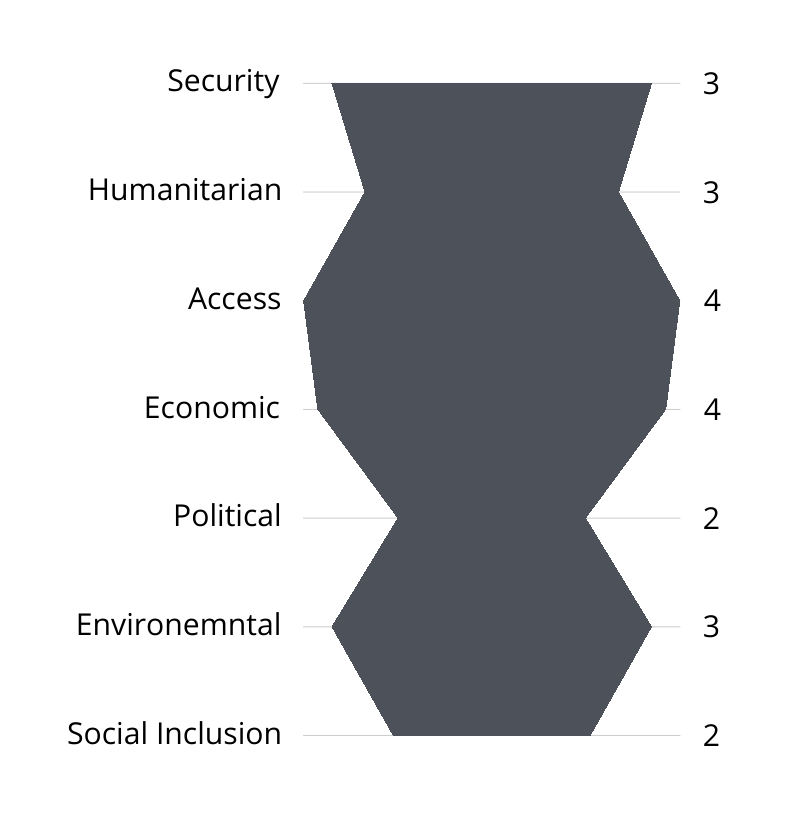 Security 3
Humanitarian 3
Access 4
Economic 4
Political 2
Environemntal 3
Social Inclusion 2